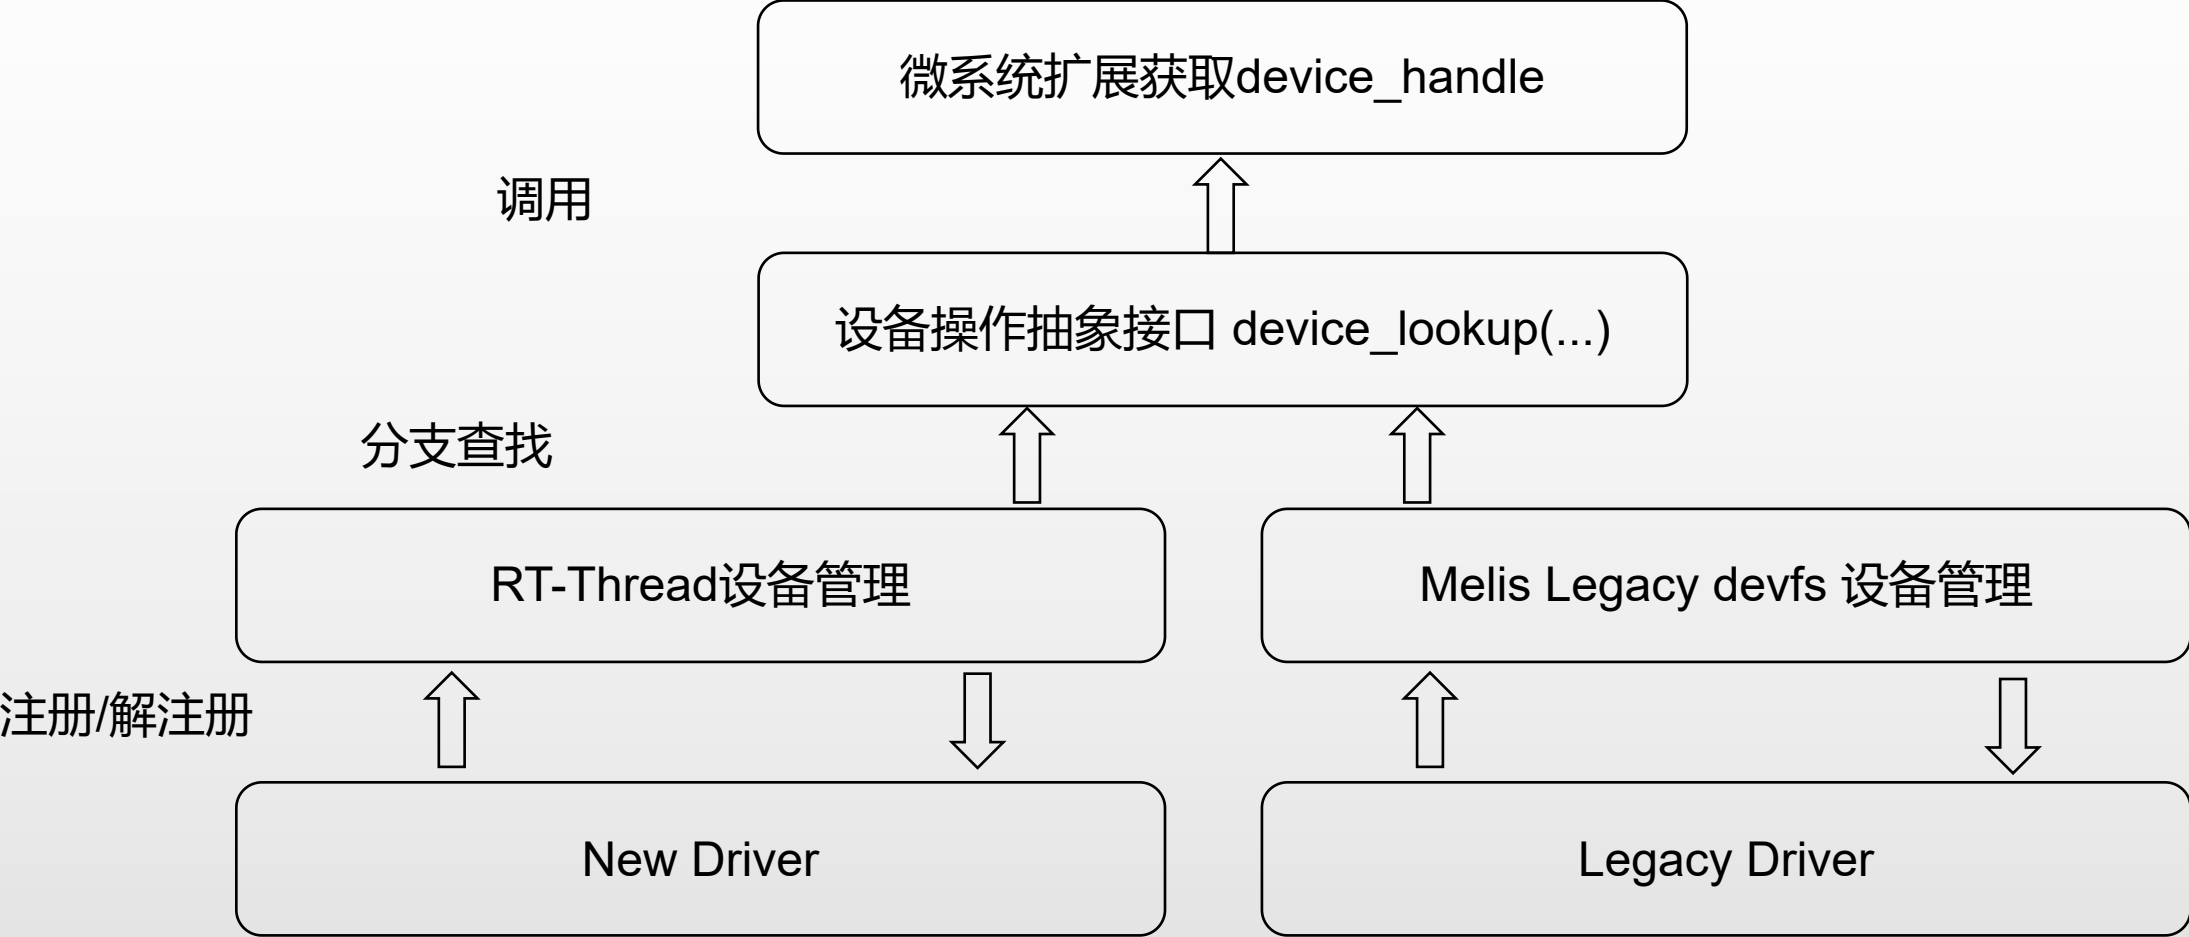 微系统扩展获取device_handle
调用
设备操作抽象接口 device_lookup(...)
分支查找
RT-Thread设备管理
Melis Legacy devfs 设备管理
注册/解注册
New Driver
Legacy Driver